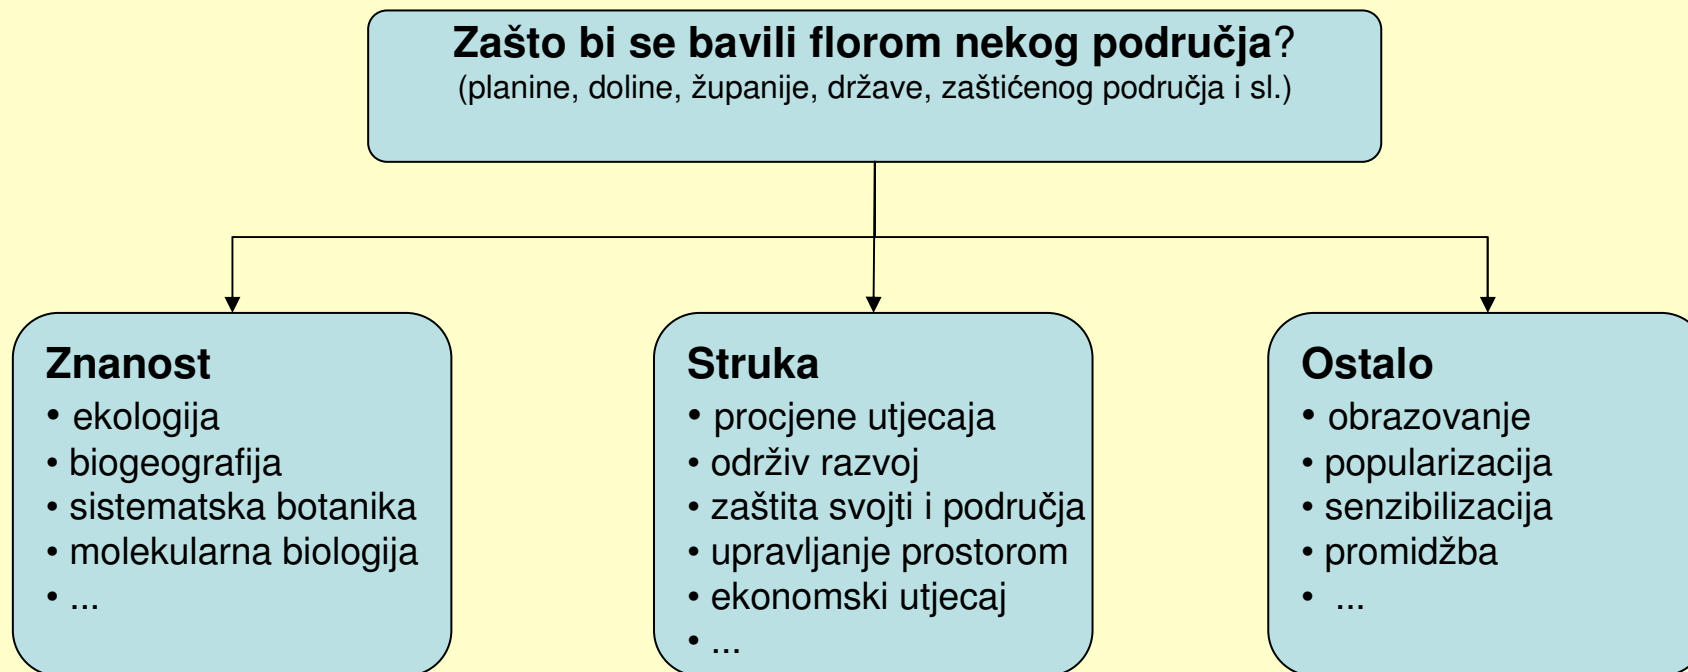 Zašto bi se bavili florom nekog područja?
(planine, doline, županije, države, zaštićenog područja i sl.)
Znanost
• ekologija
• biogeografija
• sistematska botanika
• molekularna biologija
• ...
Struka
• procjene utjecaja
• održiv razvoj
• zaštita svojti i područja
• upravljanje prostorom
• ekonomski utjecaj
• ...
Ostalo
• obrazovanje
• popularizacija
• senzibilizacija
• promidžba
• ...